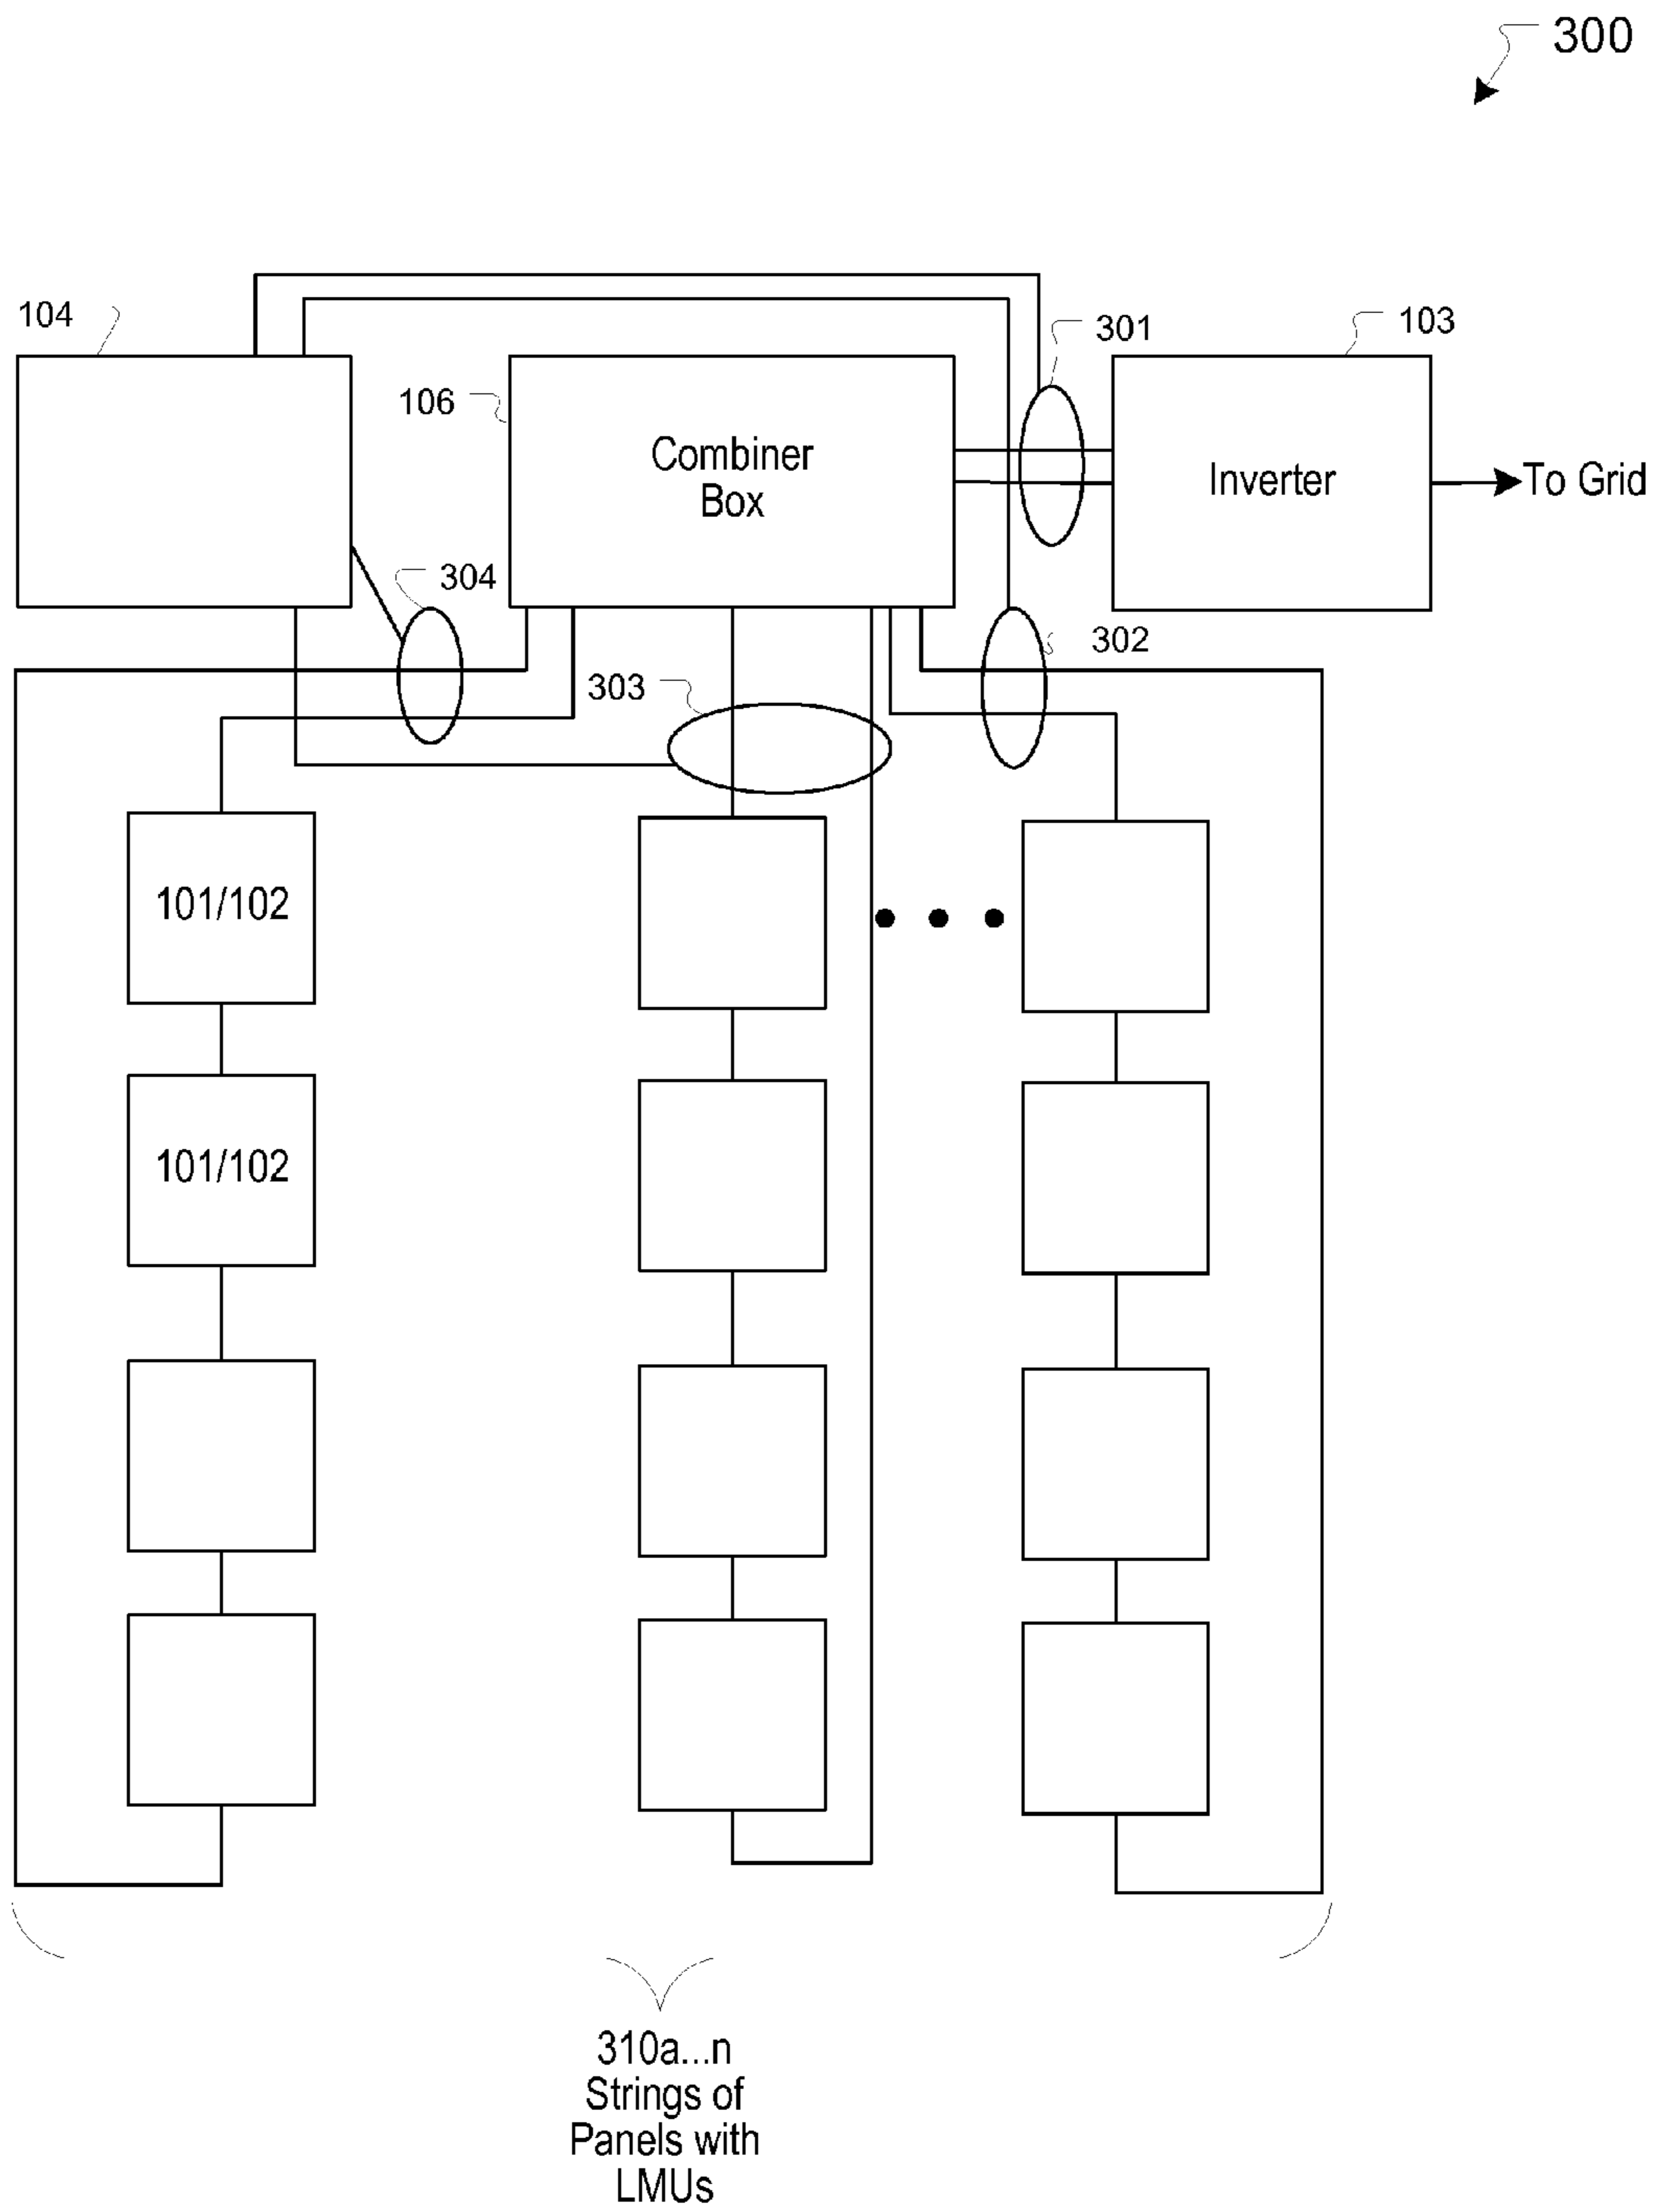 300
104
301
103
106
Combiner
Box
Inverter
To Grid
304
302
303
101/102
101/102
310a...n
Strings of
Panels with
LMUs